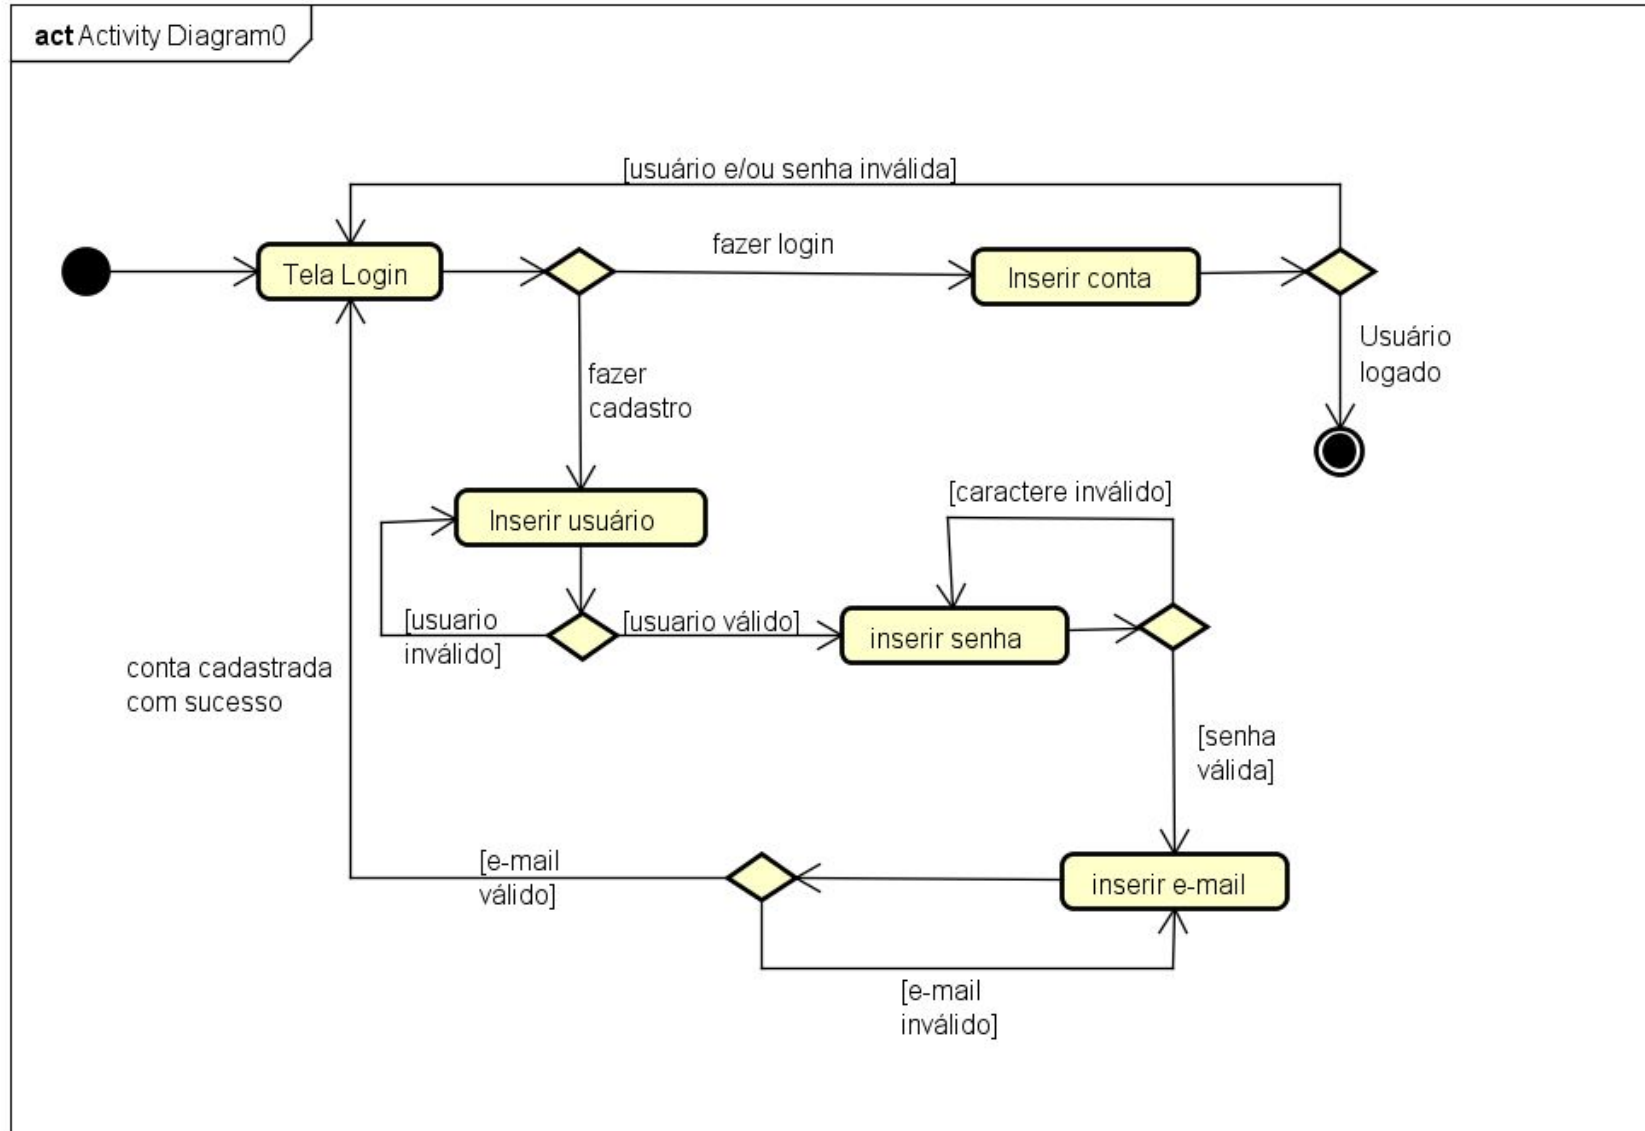 act Activity Diagram0
[usuário e/ou senha inválida]
fazer login
Tela Login
Inserir conta
Usuário
logado
fazer
cadastro
[caractere inválido]
Inserir usuário
[usuario
inválido]
[usuario válido]
inserir senha
conta cadastrada
com sucesso
[senha
válida]
[e-mail
válido]
inserir e-mail
[e-mail
inválido]